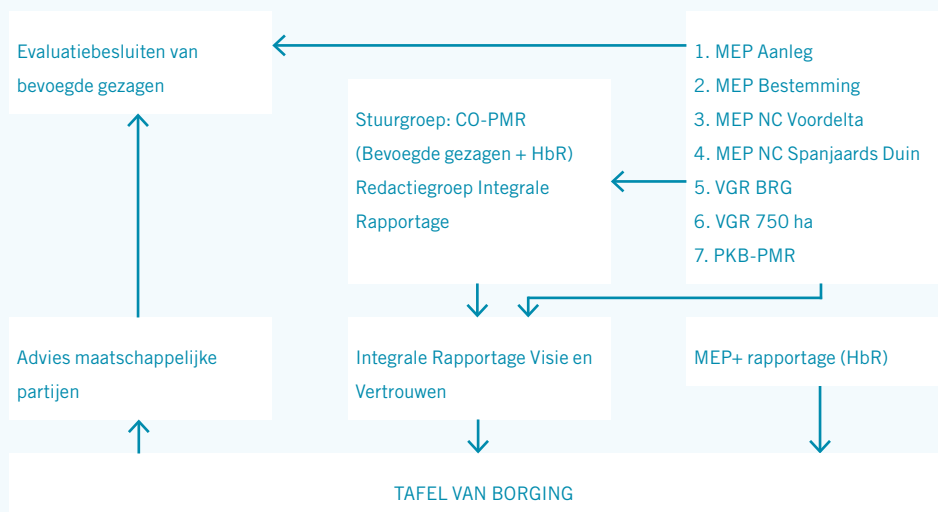 Evaluatiebesluiten van
bevoegde gezagen
Stuurgroep: CO-PMR
(Bevoegde gezagen + HbR)
Redactiegroep Integrale
Rapportage
1. MEP Aanleg
2. MEP Bestemming
3. MEP NC Voordelta
4. MEP NC Spanjaards Duin
5. VGR BRG
6. VGR 750 ha
7. PKB-PMR
Advies maatschappelijke
partijen
Integrale Rapportage Visie en
Vertrouwen
MEP+ rapportage (HbR)
TAFEL VAN BORGING